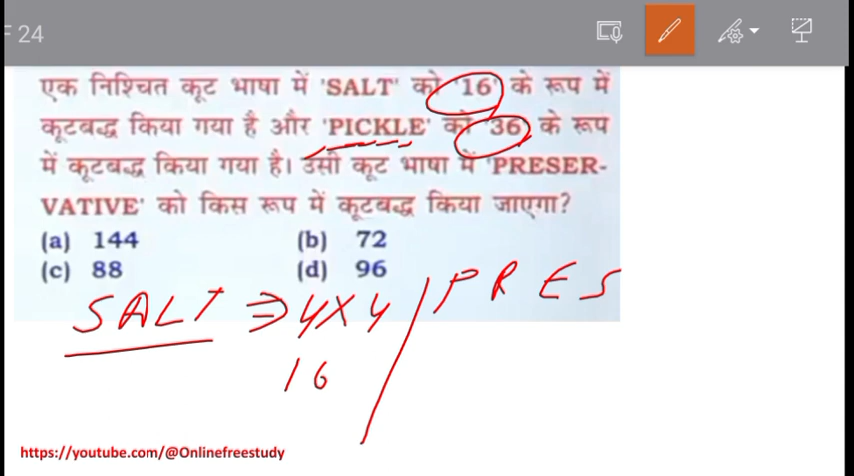 F 24
एक निश्चित कूट भाषा में 'SALT' को '16' के रूप में
कूटबद्ध किया गया है और 'PICKLE' को '36' के रूप
में कूटबद्ध किया गया है। उसी कूट भाषा में 'PRESER-
VATIVE' को किस रूप में कूटबद्ध किया जाएगा?
(a) 144 (b) 72
(c) 88 (d) 96
SALT ⇒ 4×4 / PRES
16
https://youtube.com/@Onlinefreestudy